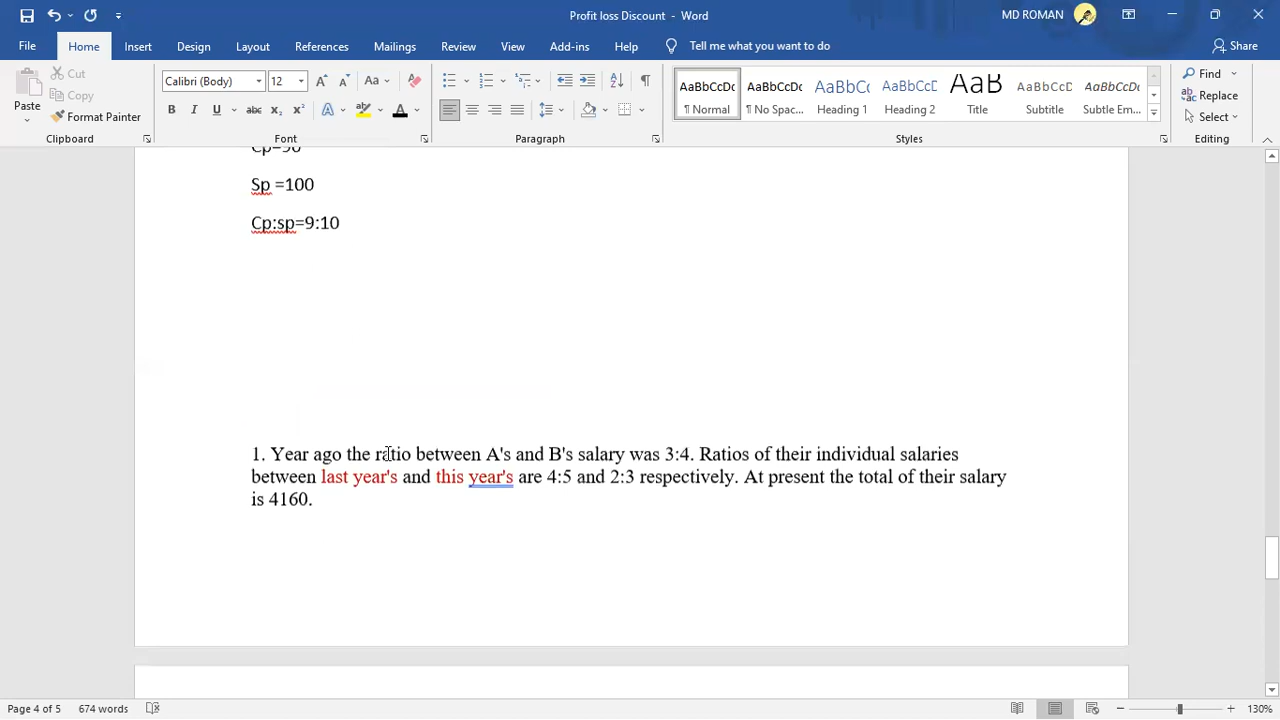 Profit loss Discount - Word
MD ROMAN
File Home Insert Design Layout References Mailings Review View Add-ins Help Tell me what you want to do Share
Paste
Cut
Copy
Format Painter
Clipboard
Calibri (Body) 12
Font
Paragraph
AaBbCcDc ¶ Normal
AaBbCcDc ¶ No Spac...
AaBbCc Heading 1
AaBbCcC Heading 2
AaB Title
AaBbCcC Subtitle
AaBbCcDc Subtle Em...
Styles
Find
Replace
Select
Editing
Cp=90
Sp =100
Cp:sp=9:10
1. Year ago the ratio between A's and B's salary was 3:4. Ratios of their individual salaries
between last year's and this year's are 4:5 and 2:3 respectively. At present the total of their salary
is 4160.
Page 4 of 5 674 words 130%